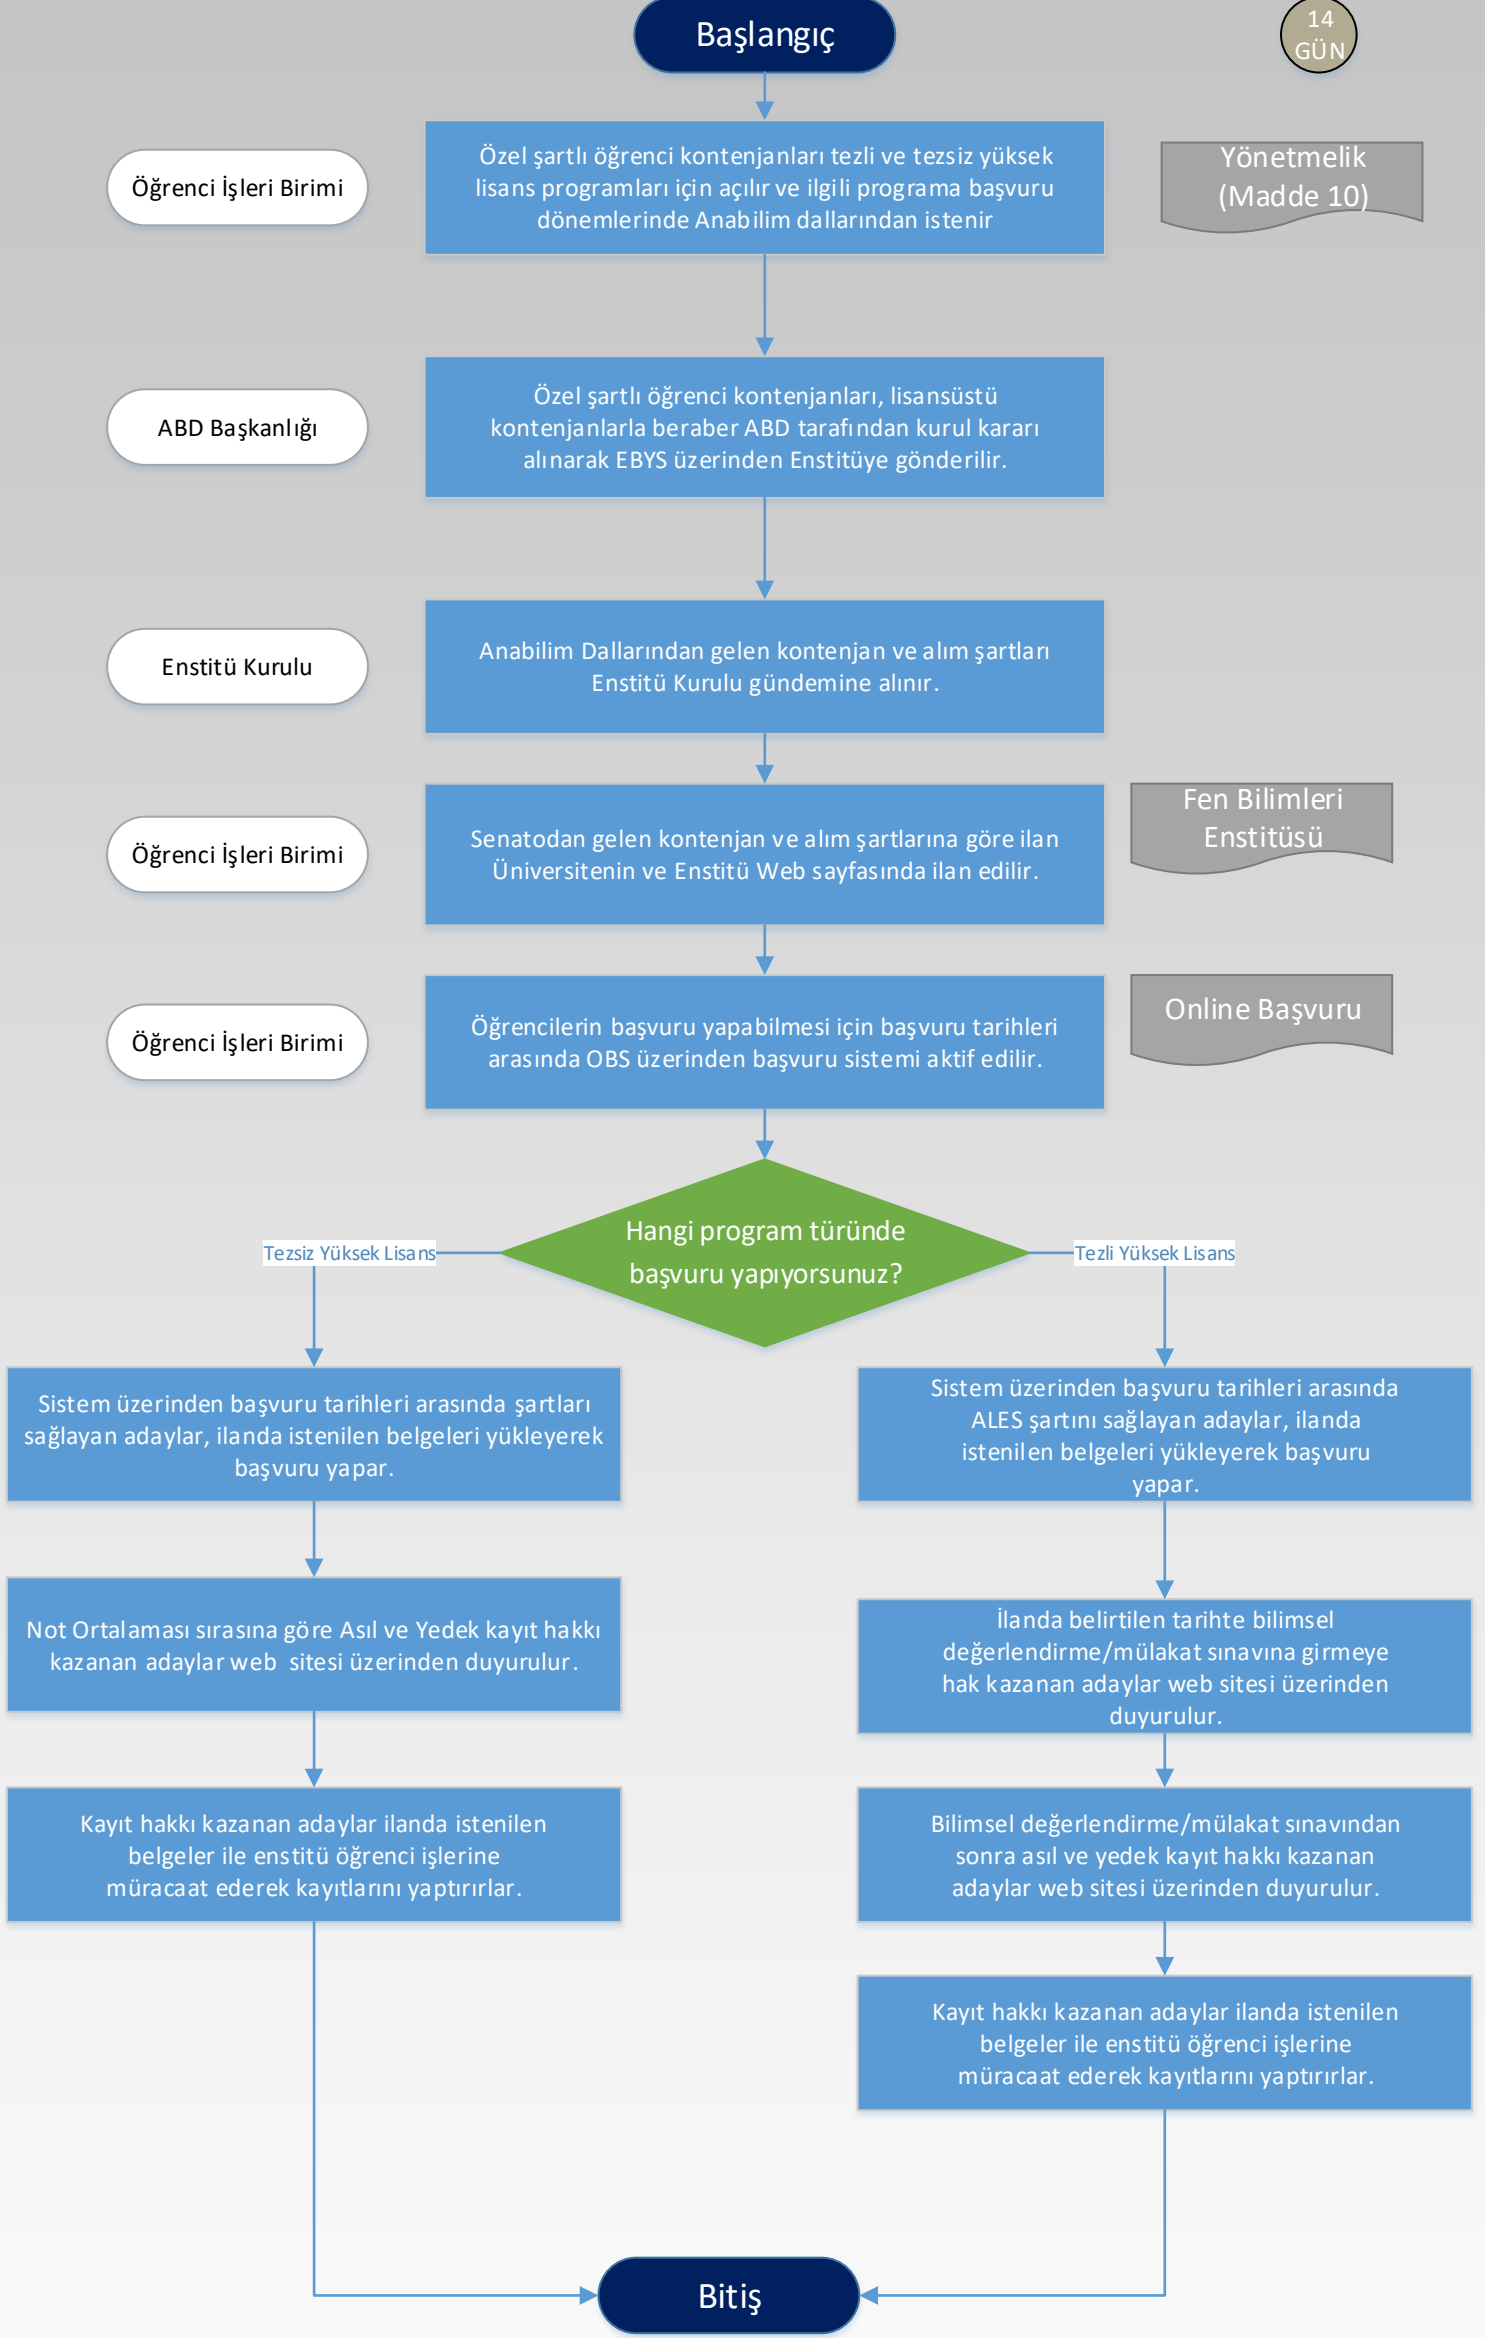 Başlangıç
14
GÜN
Öğrenci İşleri Birimi
Özel şartlı öğrenci kontenjanları tezli ve tezsiz yüksek
lisans programları için açılır ve ilgili programa başvuru
dönemlerinde Anabilim dallarından istenir
Yönetmelik
(Madde 10)
ABD Başkanlığı
Özel şartlı öğrenci kontenjanları, lisansüstü
kontenjanlarla beraber ABD tarafından kurul kararı
alınarak EBYS üzerinden Enstitüye gönderilir.
Enstitü Kurulu
Anabilim Dallarından gelen kontenjan ve alım şartları
Enstitü Kurulu gündemine alınır.
Öğrenci İşleri Birimi
Senatodan gelen kontenjan ve alım şartlarına göre ilan
Üniversitenin ve Enstitü Web sayfasında ilan edilir.
Fen Bilimleri
Enstitüsü
Öğrenci İşleri Birimi
Öğrencilerin başvuru yapabilmesi için başvuru tarihleri
arasında OBS üzerinden başvuru sistemi aktif edilir.
Online Başvuru
Hangi program türünde
başvuru yapıyorsunuz?
Tezsiz Yüksek Lisans
Tezli Yüksek Lisans
Sistem üzerinden başvuru tarihleri arasında şartları
sağlayan adaylar, ilanda istenilen belgeleri yükleyerek
başvuru yapar.
Sistem üzerinden başvuru tarihleri arasında
ALES şartını sağlayan adaylar, ilanda
istenilen belgeleri yükleyerek başvuru
yapar.
Not Ortalaması sırasına göre Asıl ve Yedek kayıt hakkı
kazanan adaylar web sitesi üzerinden duyurulur.
İlanda belirtilen tarihte bilimsel
değerlendirme/mülakat sınavına girmeye
hak kazanan adaylar web sitesi üzerinden
duyurulur.
Kayıt hakkı kazanan adaylar ilanda istenilen
belgeler ile enstitü öğrenci işlerine
müracaat ederek kayıtlarını yaptırırlar.
Bilimsel değerlendirme/mülakat sınavından
sonra asıl ve yedek kayıt hakkı kazanan
adaylar web sitesi üzerinden duyurulur.
Kayıt hakkı kazanan adaylar ilanda istenilen
belgeler ile enstitü öğrenci işlerine
müracaat ederek kayıtlarını yaptırırlar.
Bitiş